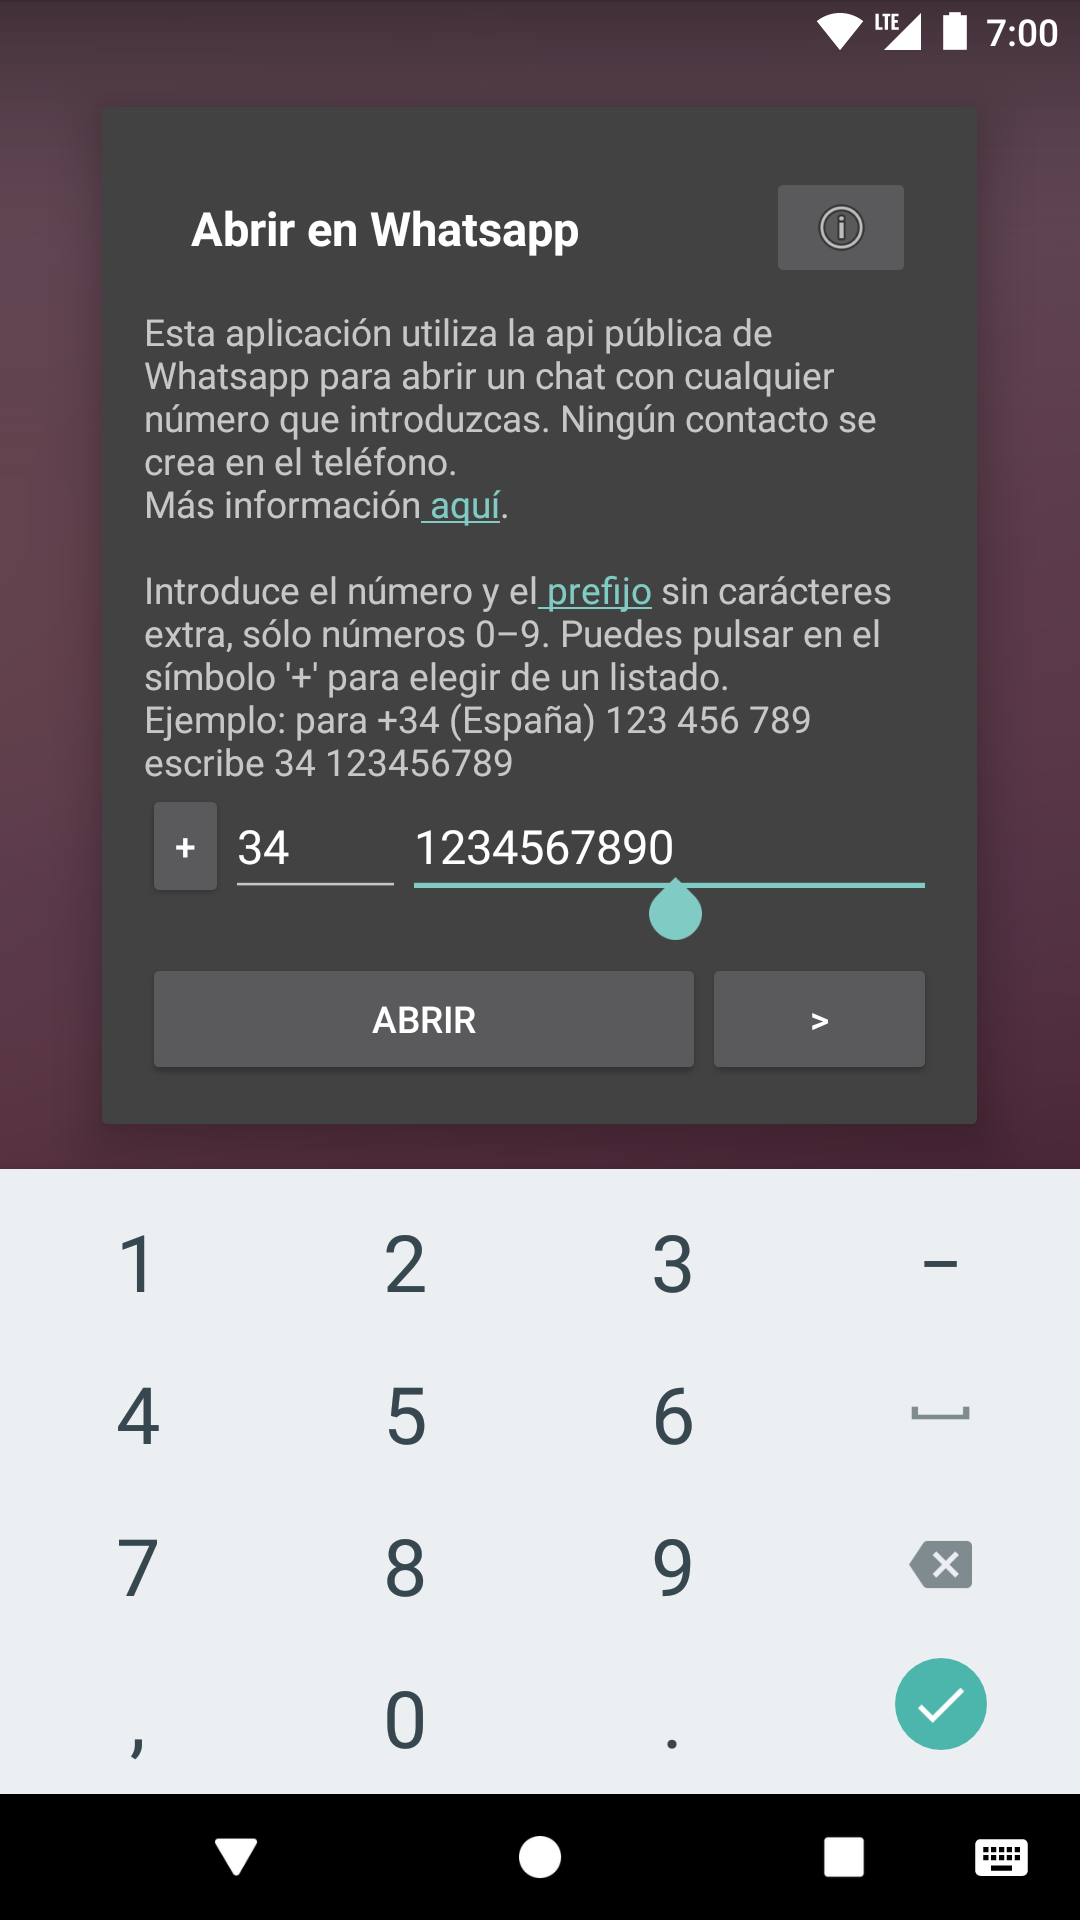 LTE 7:00
Abrir en Whatsapp
Esta aplicación utiliza la api pública de
Whatsapp para abrir un chat con cualquier
número que introduzcas. Ningún contacto se
crea en el teléfono.
Más información aquí.
Introduce el número y el prefijo sin carácteres
extra, sólo números 0–9. Puedes pulsar en el
símbolo '+' para elegir de un listado.
Ejemplo: para +34 (España) 123 456 789
escribe 34 123456789
+ 34 1234567890
ABRIR >
1 2 3 –
4 5 6
7 8 9
, 0 .